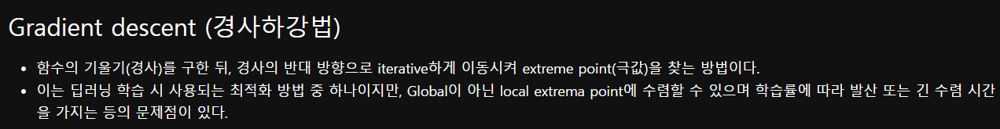 Gradient descent (경사하강법)
• 함수의 기울기(경사)를 구한 뒤, 경사의 반대 방향으로 iterative하게 이동시켜 extreme point(극값)을 찾는 방법이다.
• 이는 딥러닝 학습 시 사용되는 최적화 방법 중 하나이지만, Global이 아닌 local extrema point에 수렴할 수 있으며 학습률에 따라 발산 또는 긴 수렴 시간
을 가지는 등의 문제점이 있다.